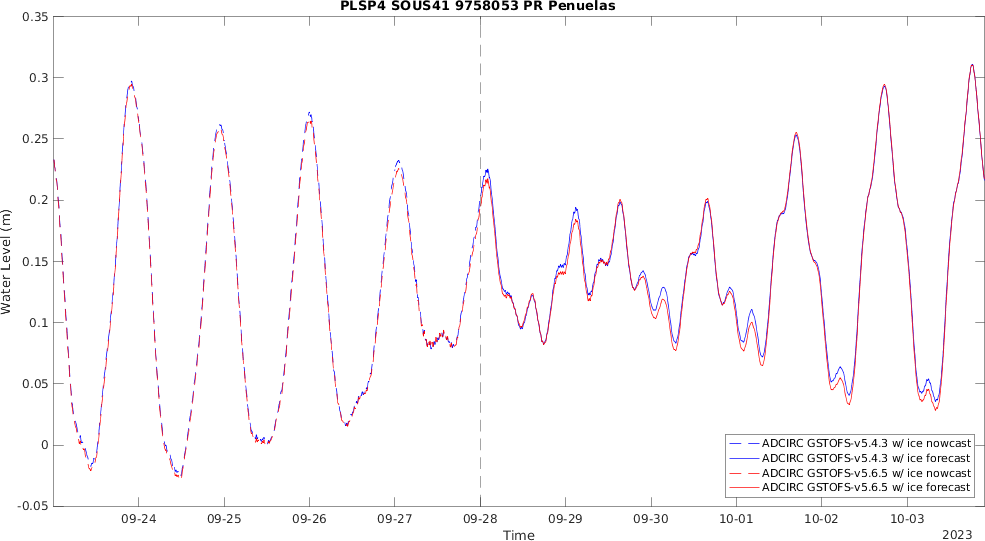 PLSP4 SOUS41 9758053 PR Penuelas
0.35
0.3
0.25
0.2
0.15
0.1
0.05
0
-0.05
Water Level (m)
09-24 09-25 09-26 09-27 09-28 09-29 09-30 10-01 10-02 10-03
Time
2023
ADCIRC GSTOFS-v5.4.3 w/ ice nowcast
ADCIRC GSTOFS-v5.4.3 w/ ice forecast
ADCIRC GSTOFS-v5.6.5 w/ ice nowcast
ADCIRC GSTOFS-v5.6.5 w/ ice forecast